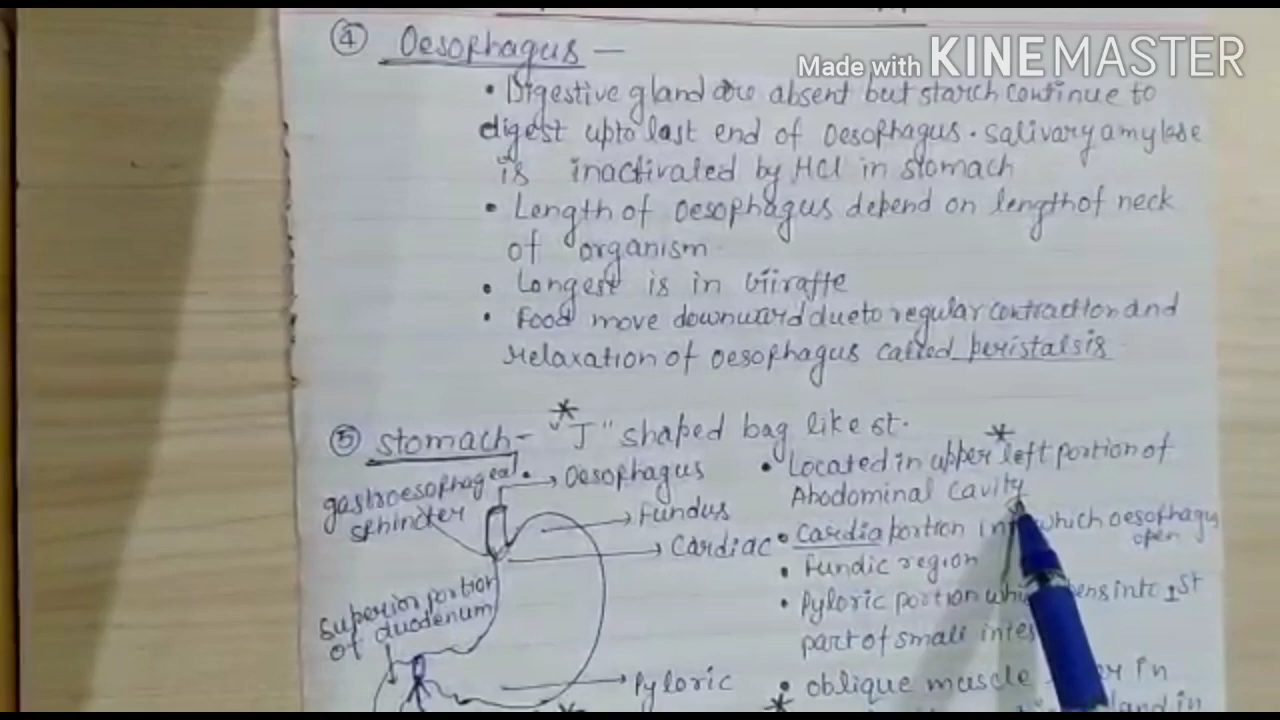 Made with KINEMASTER
④ Oesophagus —
• Digestive gland are absent but starch continue to
digest upto last end of oesophagus. salivary amylase
is inactivated by HCl in stomach
• Length of oesophagus depend on length of neck
of organism.
• Longest is in Giraffe
• Food move downward due to regular contraction and
relaxation of oesophagus called peristalsis
⑤ stomach - * "J" shaped bag like st.
gastroesophageal
sphincter
Oesophagus
Fundus
Cardiac
superior portion
of duodenum
Pyloric
*
• Located in upper left portion of
Abodominal cavity
• Cardia portion in which oesophagus
open
• Fundic region
• Pyloric portion into 1st
part of small
• oblique muscle in
*